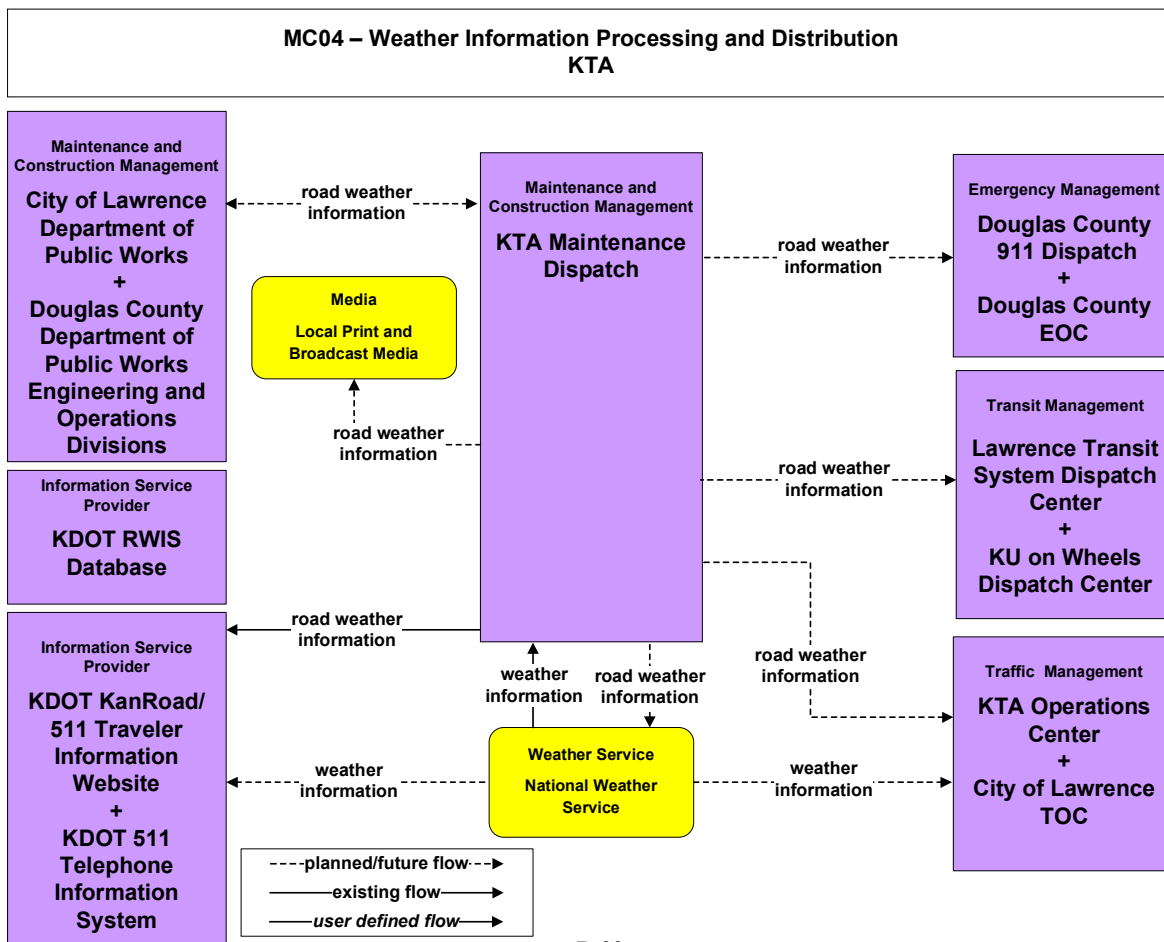 MC04 – Weather Information Processing and Distribution
KTA
Maintenance and
Construction Management
City of Lawrence
Department of
Public Works
+
Douglas County
Department of
Public Works
Engineering and
Operations
Divisions
Information Service
Provider
KDOT RWIS
Database
Information Service
Provider
KDOT KanRoad/
511 Traveler
Information
Website
+
KDOT 511
Telephone
Information
System
road weather
information
Media
Local Print and
Broadcast Media
road weather
information
road weather
information
weather
information
Maintenance and
Construction Management
KTA Maintenance
Dispatch
weather
information
road weather
information
Weather Service
National Weather
Service
road weather
information
road weather
information
road weather
information
weather
information
Emergency Management
Douglas County
911 Dispatch
+
Douglas County
EOC
Transit Management
Lawrence Transit
System Dispatch
Center
+
KU on Wheels
Dispatch Center
Traffic Management
KTA Operations
Center
+
City of Lawrence
TOC
planned/future flow
existing flow
user defined flow